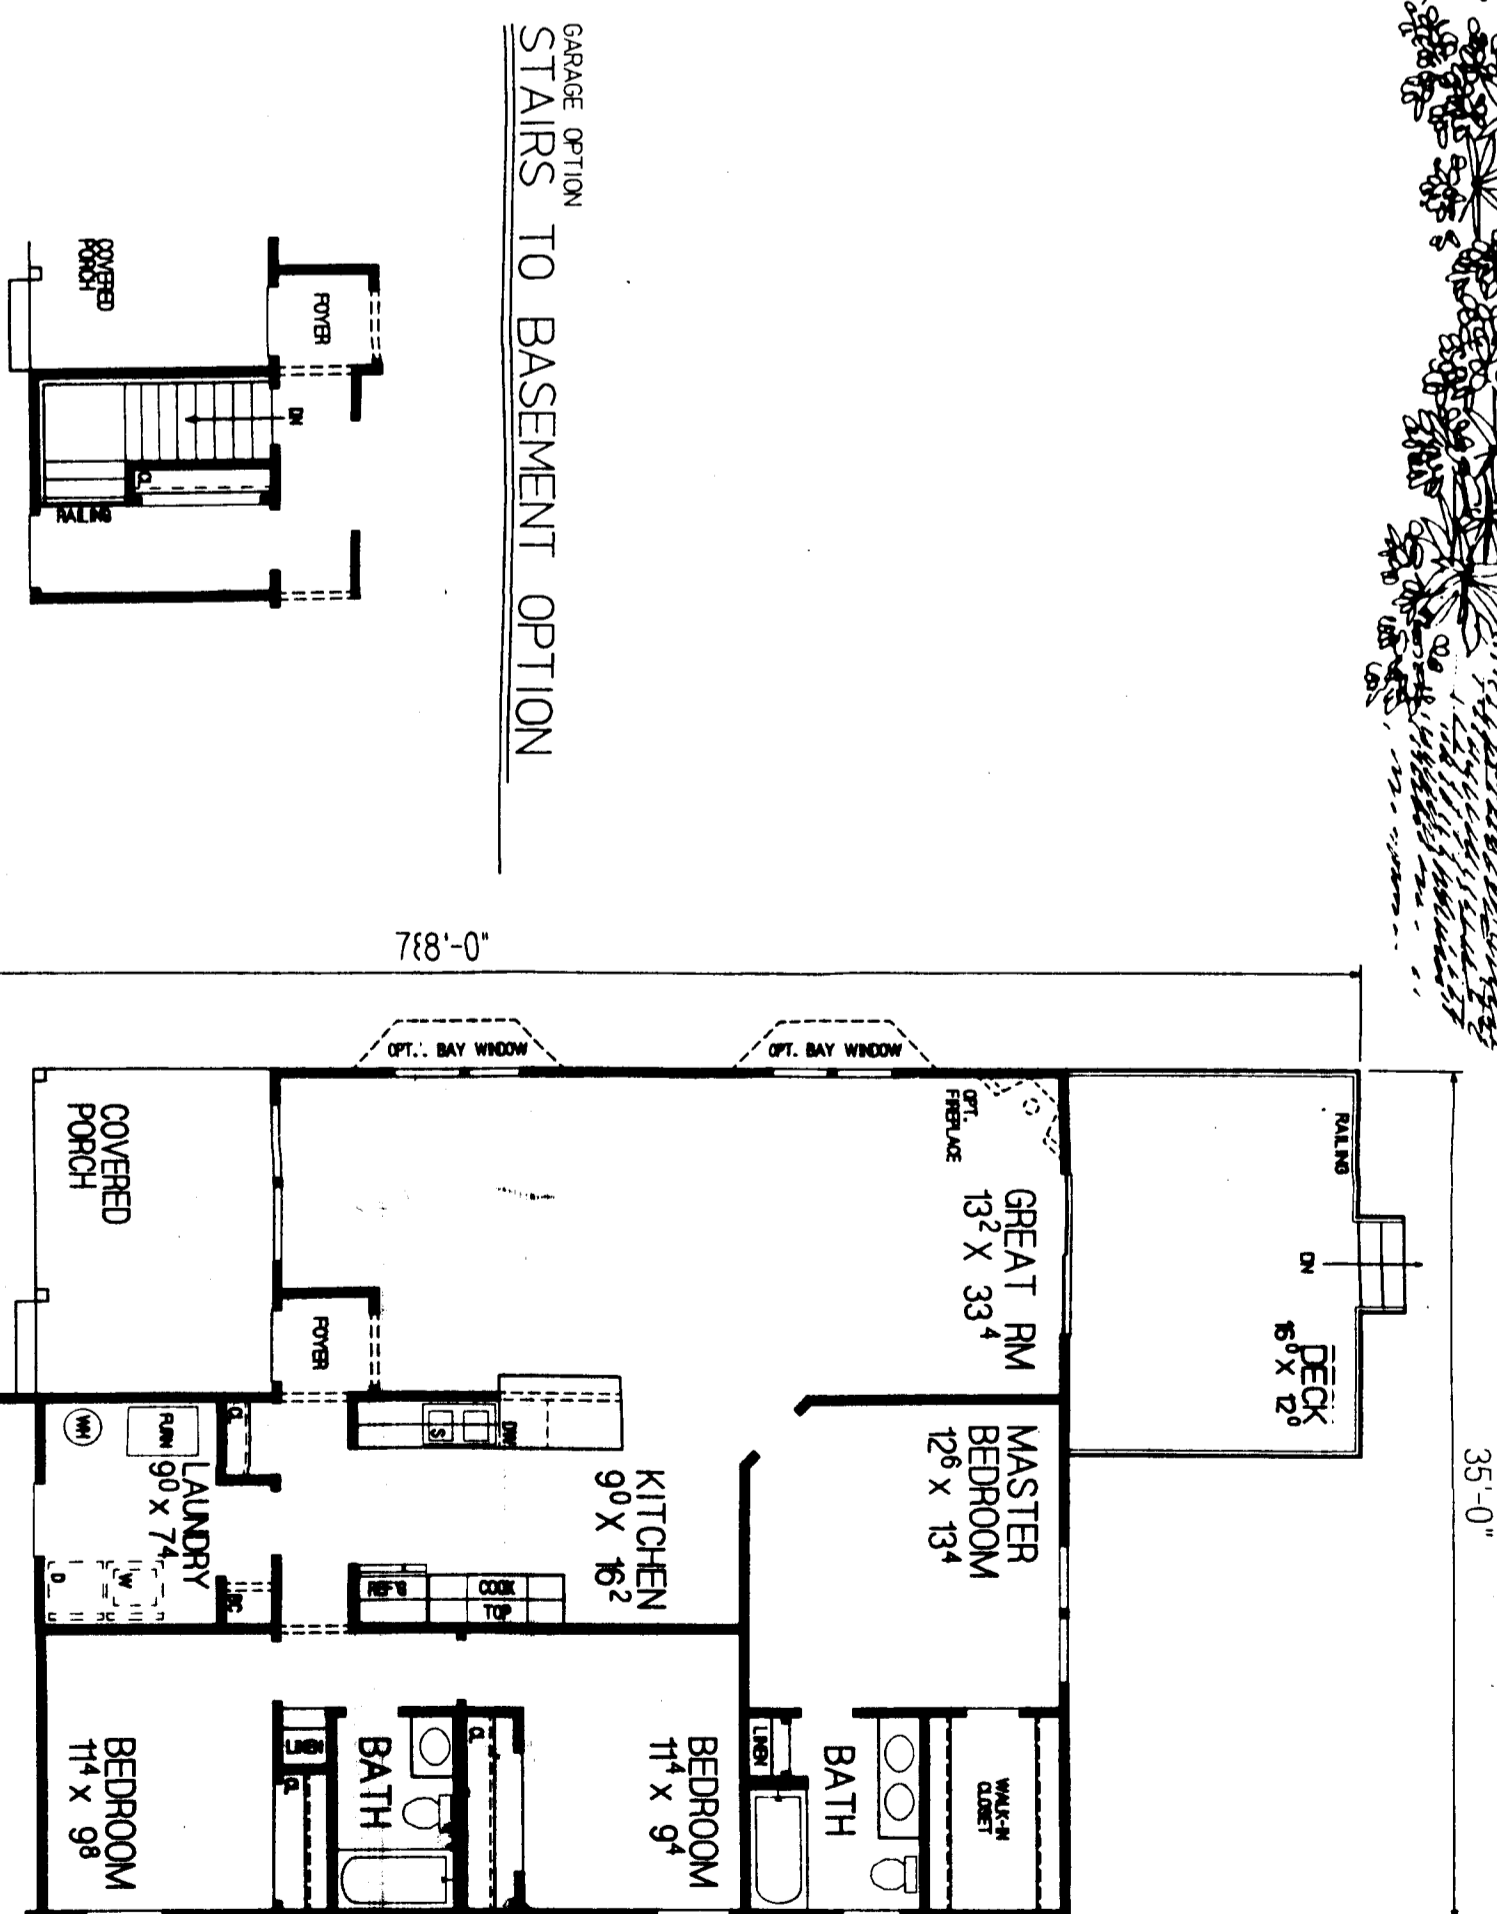 GARAGE OPTION
STAIRS TO BASEMENT OPTION
COVERED
PORCH
FOYER
DN
CL
RAILING
OPT. BAY WINDOW
OPT. BAY WINDOW
35'-0"
RAILING
DN
DECK
16⁰ X 12⁰
OPT.
FIREPLACE
GREAT RM
13² X 33⁴
MASTER
BEDROOM
12⁶ X 13⁴
WALK-IN
CLOSET
BATH
LINEN
KITCHEN
9⁰ X 16²
DW
S
REF'G
COOK
TOP
BEDROOM
11⁴ X 9⁴
CL
BATH
LINEN
CL
FOYER
COVERED
PORCH
CL
FURN
WH
LAUNDRY
9⁰ X 7⁴
W
D
BC
BEDROOM
11⁴ X 9⁸